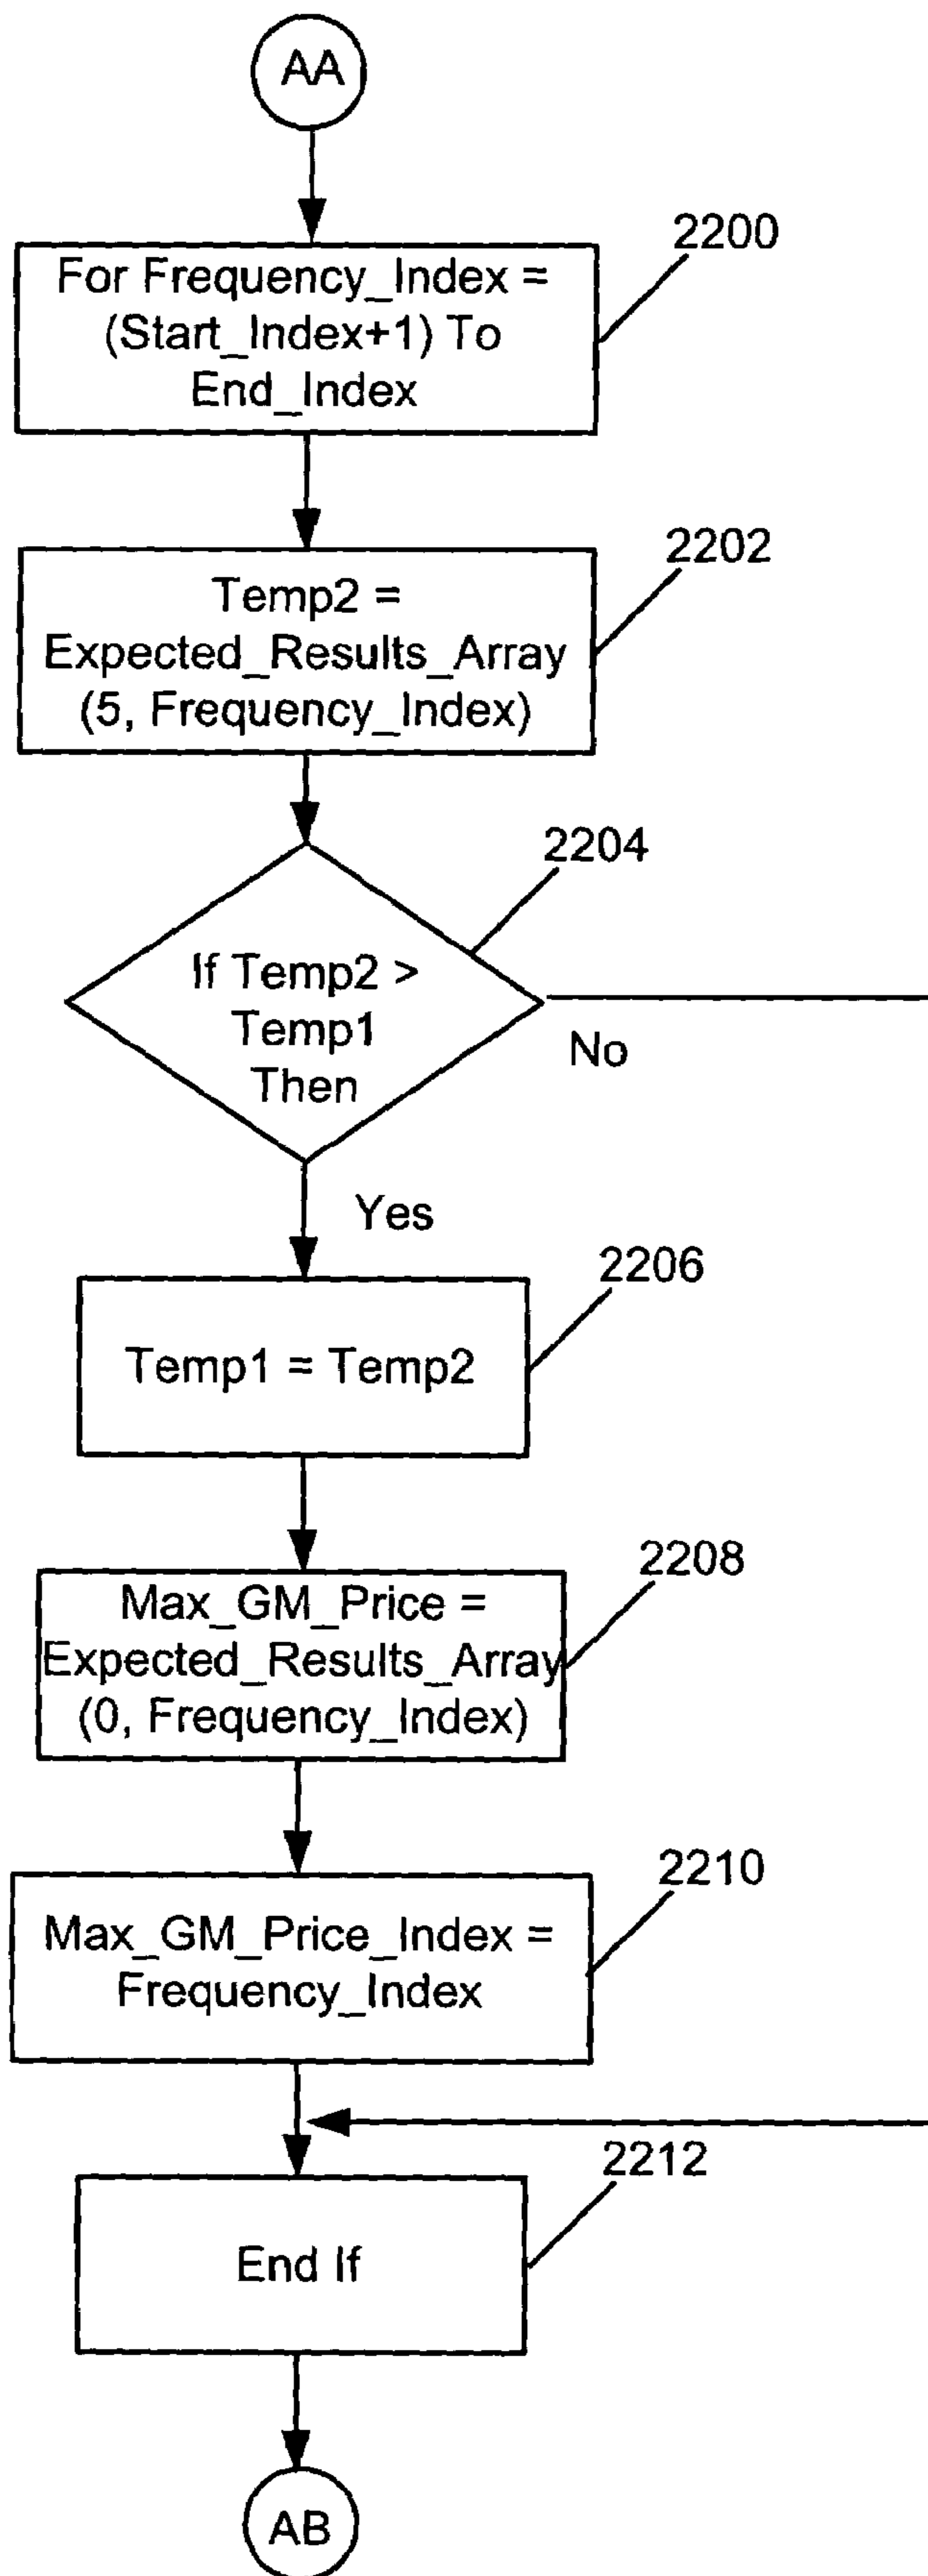 AA
2200
For Frequency_Index =
(Start_Index+1) To
End_Index
2202
Temp2 =
Expected_Results_Array
(5, Frequency_Index)
2204
If Temp2 >
Temp1
Then
No
Yes
2206
Temp1 = Temp2
2208
Max_GM_Price =
Expected_Results_Array
(0, Frequency_Index)
2210
Max_GM_Price_Index =
Frequency_Index
2212
End If
AB